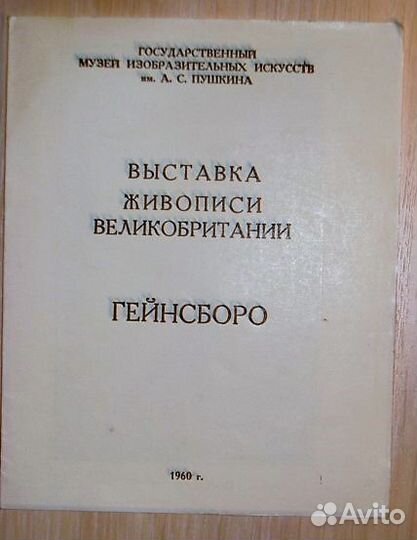 ГОСУДАРСТВЕННЫЙ
МУЗЕЙ ИЗОБРАЗИТЕЛЬНЫХ ИСКУССТВ
им. А. С. ПУШКИНА
ВЫСТАВКА
ЖИВОПИСИ
ВЕЛИКОБРИТАНИИ
ГЕЙНСБОРО
1960 г.
Avito